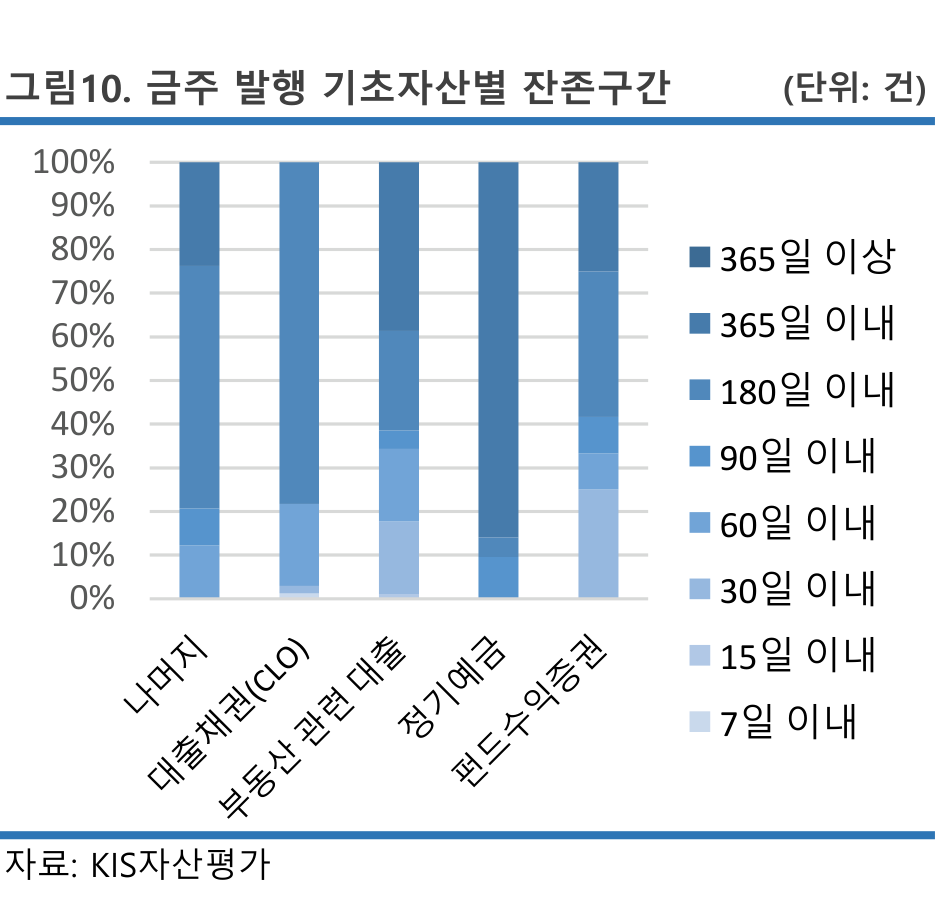 그림10. 금주 발행 기초자산별 잔존구간 (단위: 건)
100%
90%
80%
70%
60%
50%
40%
30%
20%
10%
0%
나머지
대출채권(CLO)
부동산 관련 대출
정기예금
펀드수익증권
365일 이상
365일 이내
180일 이내
90일 이내
60일 이내
30일 이내
15일 이내
7일 이내
자료: KIS자산평가